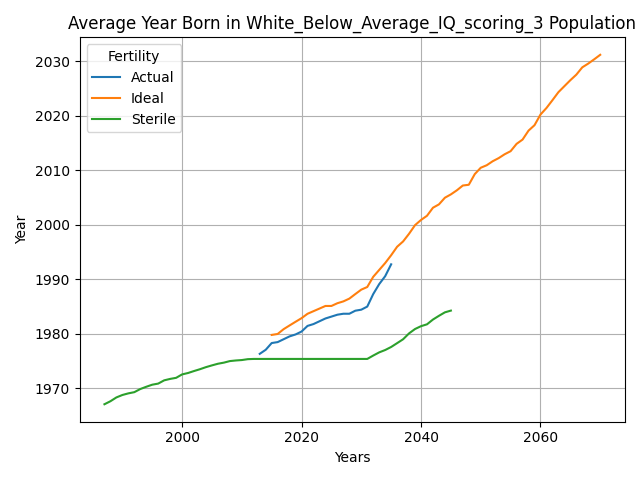 Average Year Born in White_Below_Average_IQ_scoring_3 Population
Fertility
Actual
Ideal
Sterile
2030
2020
2010
2000
1990
1980
1970
Year
2000
2020
2040
2060
Years